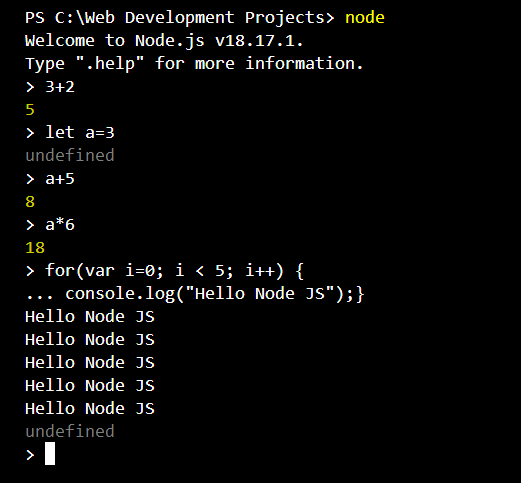 PS C:\Web Development Projects> node
Welcome to Node.js v18.17.1.
Type ".help" for more information.
> 3+2
5
> let a=3
undefined
> a+5
8
> a*6
18
> for(var i=0; i < 5; i++) {
... console.log("Hello Node JS");}
Hello Node JS
Hello Node JS
Hello Node JS
Hello Node JS
Hello Node JS
undefined
>